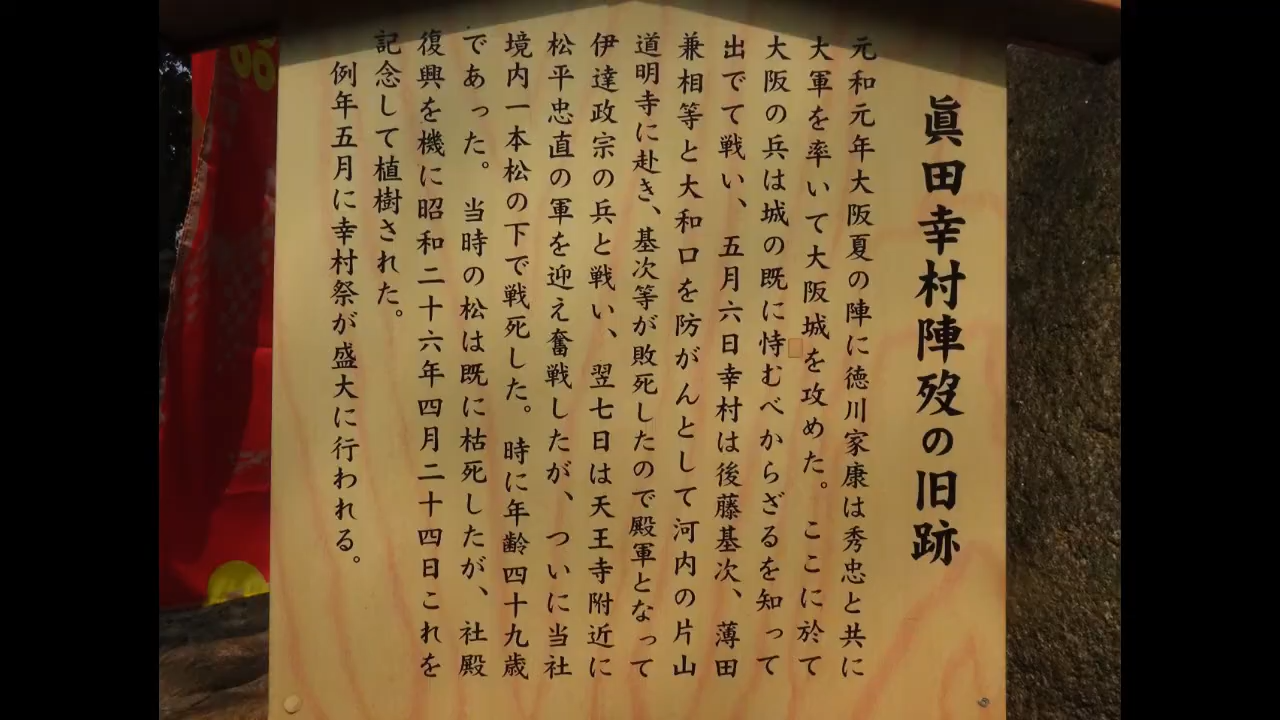 眞田幸村陣歿の旧跡
元和元年大阪夏の陣に徳川家康は秀忠と共に
大軍を率いて大阪城を攻めた。ここに於て
大阪の兵は城の既に恃むべからざるを知って
出でて戦い、五月六日幸村は後藤基次、薄田
兼相等と大和口を防がんとして河内の片山
道明寺に赴き、基次等が敗死したので殿軍となって
伊達政宗の兵と戦い、翌七日は天王寺附近に
松平忠直の軍を迎え奮戦したが、ついに当社
境内一本松の下で戦死した。時に年齢四十九歳
であった。当時の松は既に枯死したが、社殿
復興を機に昭和二十六年四月二十四日これを
記念して植樹された。
例年五月に幸村祭が盛大に行われる。